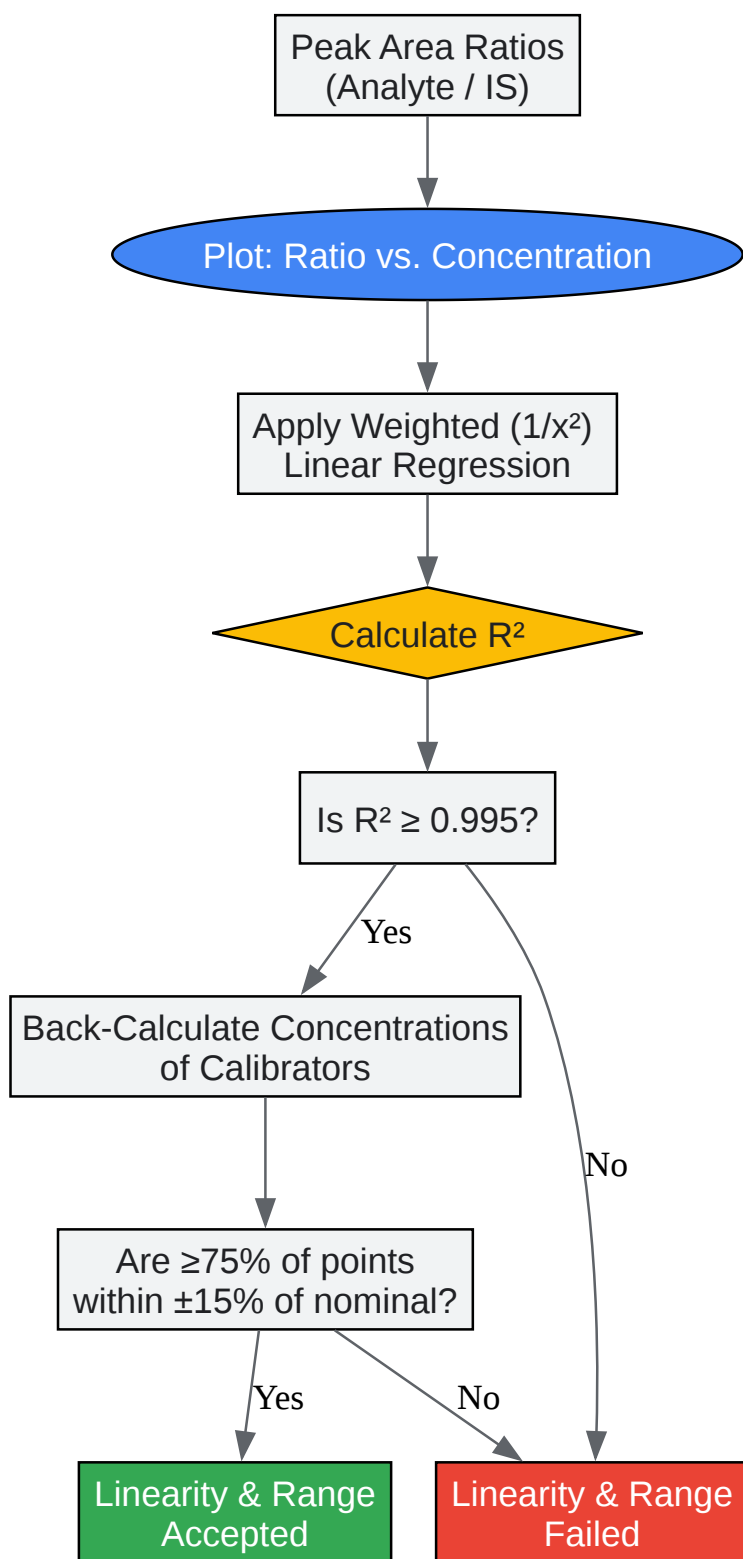 Peak Area Ratios
(Analyte / IS)
Plot: Ratio vs. Concentration
Apply Weighted (1/x²)
Linear Regression
Calculate R²
Is R² ≥ 0.995?
Yes
Back-Calculate Concentrations
of Calibrators
No
Are ≥75% of points
within ±15% of nominal?
Yes
No
Linearity & Range
Accepted
Linearity & Range
Failed